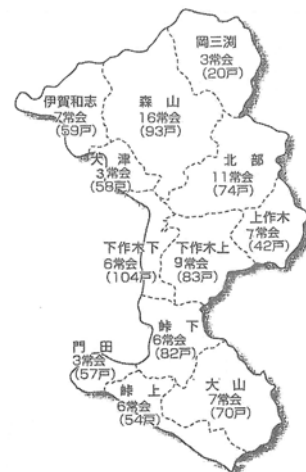 岡三渕
3常会
(20戸)
伊賀和志
7常会
(59戸)
森山
16常会
(93戸)
犬津
3常会
(58戸)
北部
11常会
(74戸)
上作木
7常会
(42戸)
下作木下
6常会
(104戸)
下作木上
9常会
(83戸)
峠下
6常会
(82戸)
門田
3常会
(57戸)
峠上
6常会
(54戸)
大山
7常会
(70戸)